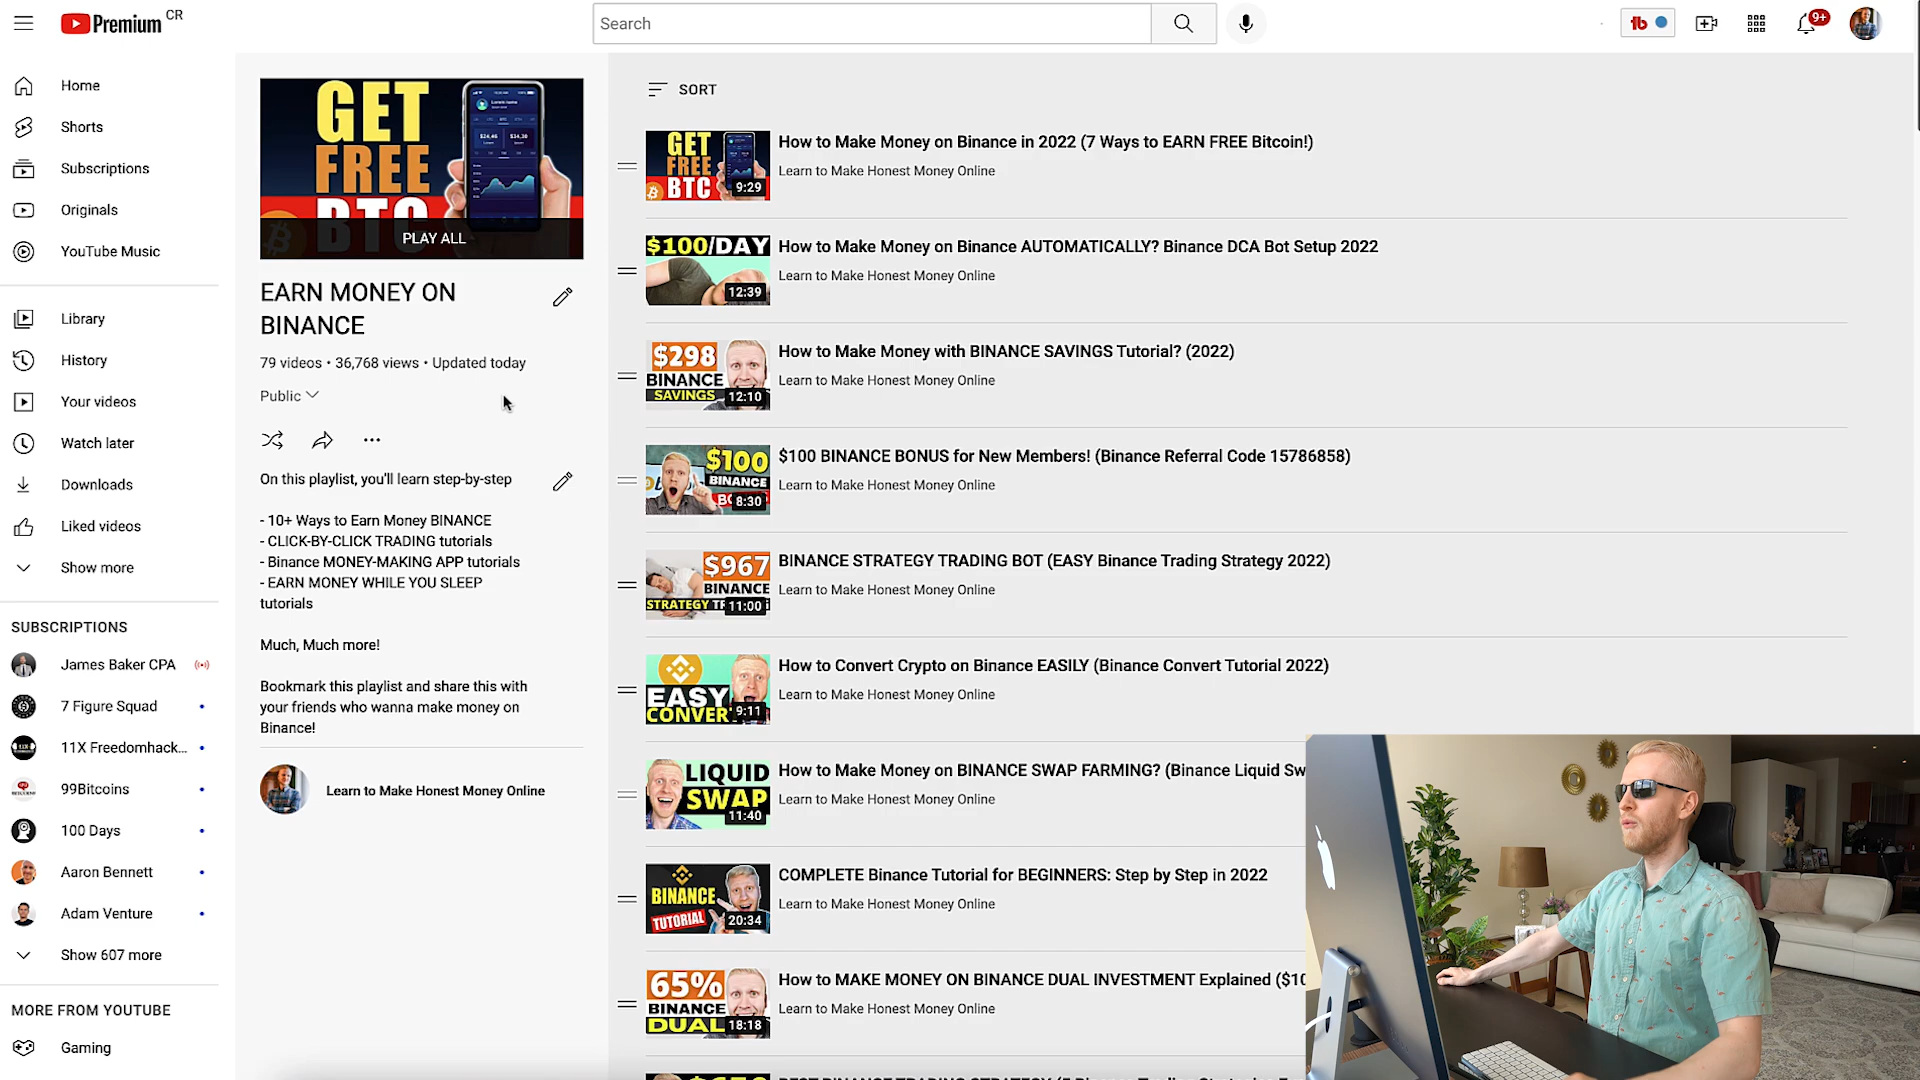 Premium CR
Search
9+
Home
Shorts
Subscriptions
Originals
YouTube Music
Library
History
Your videos
Watch later
Downloads
Liked videos
Show more
SUBSCRIPTIONS
James Baker CPA
7 Figure Squad
11X Freedomhack...
99Bitcoins
100 Days
Aaron Bennett
Adam Venture
Show 607 more
MORE FROM YOUTUBE
Gaming
GET
FREE
BTC
PLAY ALL
EARN MONEY ON
BINANCE
79 videos • 36,768 views • Updated today
Public
On this playlist, you'll learn step-by-step
- 10+ Ways to Earn Money BINANCE
- CLICK-BY-CLICK TRADING tutorials
- Binance MONEY-MAKING APP tutorials
- EARN MONEY WHILE YOU SLEEP
tutorials
Much, Much more!
Bookmark this playlist and share this with
your friends who wanna make money on
Binance!
Learn to Make Honest Money Online
SORT
GET
FREE
BTC
9:29
How to Make Money on Binance in 2022 (7 Ways to EARN FREE Bitcoin!)
Learn to Make Honest Money Online
$100/DAY
12:39
How to Make Money on Binance AUTOMATICALLY? Binance DCA Bot Setup 2022
Learn to Make Honest Money Online
$298
BINANCE
SAVINGS
12:10
How to Make Money with BINANCE SAVINGS Tutorial? (2022)
Learn to Make Honest Money Online
$100
BINANCE
8:30
$100 BINANCE BONUS for New Members! (Binance Referral Code 15786858)
Learn to Make Honest Money Online
$967
BINANCE
STRATEGY
11:00
BINANCE STRATEGY TRADING BOT (EASY Binance Trading Strategy 2022)
Learn to Make Honest Money Online
EASY
CONVER
9:11
How to Convert Crypto on Binance EASILY (Binance Convert Tutorial 2022)
Learn to Make Honest Money Online
LIQUID
SWAP
11:40
How to Make Money on BINANCE SWAP FARMING? (Binance Liquid Sw
Learn to Make Honest Money Online
BINANCE
TUTORIAL
20:34
COMPLETE Binance Tutorial for BEGINNERS: Step by Step in 2022
Learn to Make Honest Money Online
65%
BINANCE
DUAL
18:18
How to MAKE MONEY ON BINANCE DUAL INVESTMENT Explained ($10
Learn to Make Honest Money Online